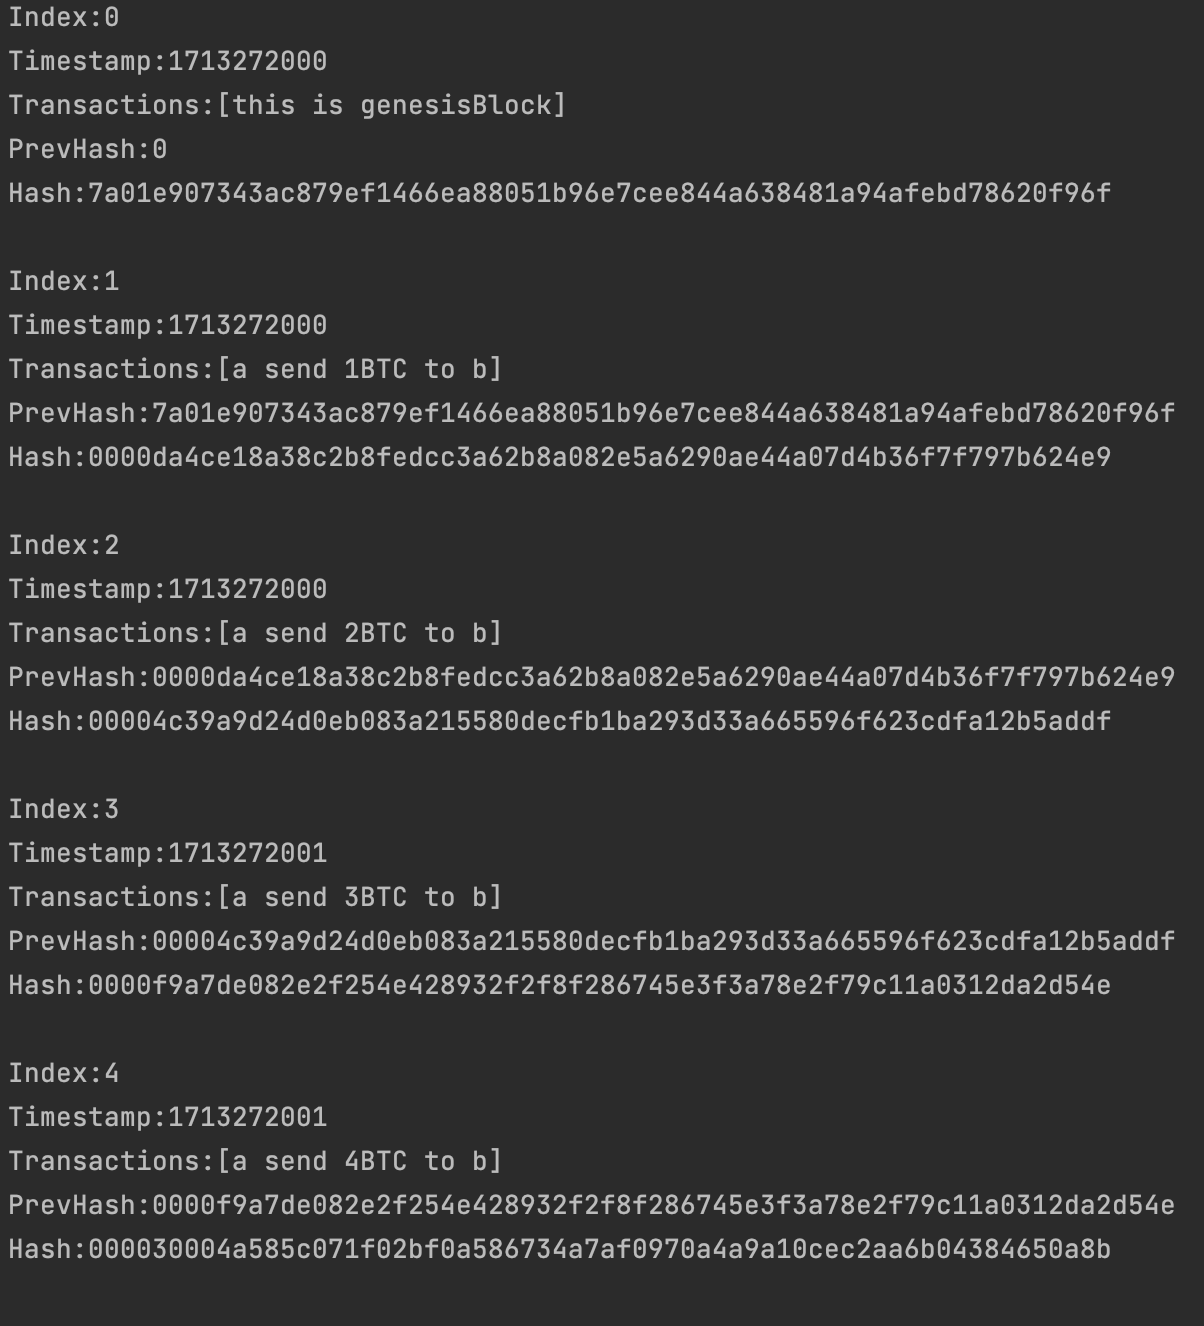 Index:0
Timestamp:1713272000
Transactions:[this is genesisBlock]
PrevHash:0
Hash:7a01e907343ac879ef1466ea88051b96e7cee844a638481a94afebd78620f96f
Index:1
Timestamp:1713272000
Transactions:[a send 1BTC to b]
PrevHash:7a01e907343ac879ef1466ea88051b96e7cee844a638481a94afebd78620f96f
Hash:0000da4ce18a38c2b8fedcc3a62b8a082e5a6290ae44a07d4b36f7f797b624e9
Index:2
Timestamp:1713272000
Transactions:[a send 2BTC to b]
PrevHash:0000da4ce18a38c2b8fedcc3a62b8a082e5a6290ae44a07d4b36f7f797b624e9
Hash:00004c39a9d24d0eb083a215580decfb1ba293d33a665596f623cdfa12b5addf
Index:3
Timestamp:1713272001
Transactions:[a send 3BTC to b]
PrevHash:00004c39a9d24d0eb083a215580decfb1ba293d33a665596f623cdfa12b5addf
Hash:0000f9a7de082e2f254e428932f2f8f286745e3f3a78e2f79c11a0312da2d54e
Index:4
Timestamp:1713272001
Transactions:[a send 4BTC to b]
PrevHash:0000f9a7de082e2f254e428932f2f8f286745e3f3a78e2f79c11a0312da2d54e
Hash:000030004a585c071f02bf0a586734a7af0970a4a9a10cec2aa6b04384650a8b